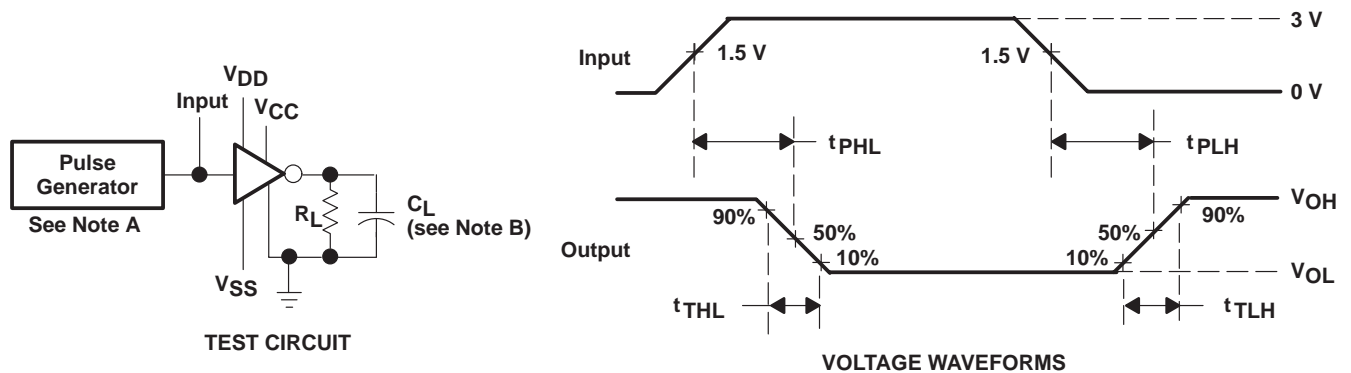 VDD
Input
VCC
Pulse
Generator
See Note A
RL
CL
(see Note B)
VSS
TEST CIRCUIT
3 V
Input
1.5 V
1.5 V
0 V
tPHL
tPLH
VOH
90%
90%
50%
50%
Output
10%
10%
VOL
tTHL
tTLH
VOLTAGE WAVEFORMS